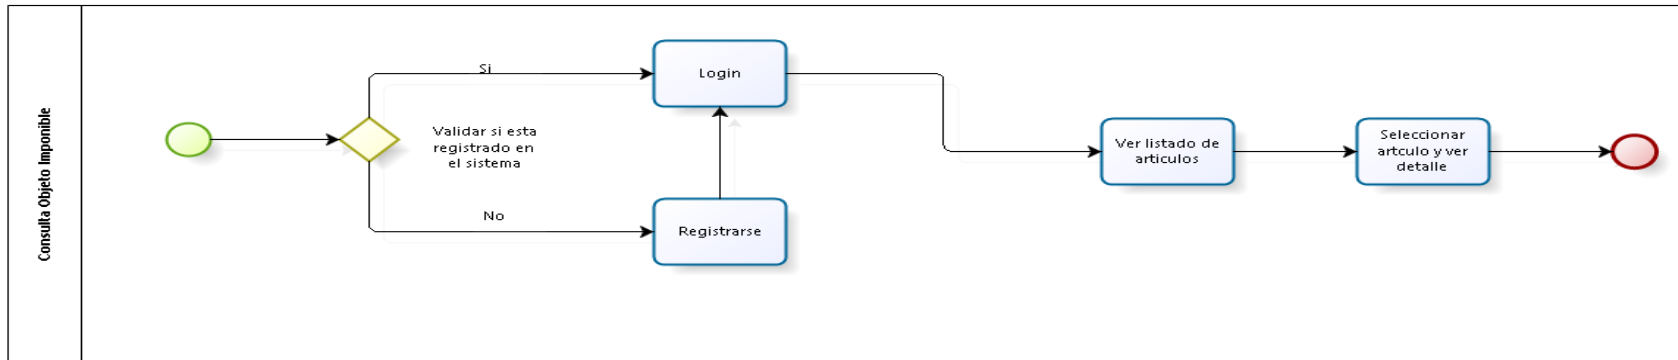 Consulta Objeto Imponible
Si
Login
Validar si esta
registrado en
el sistema
No
Registrarse
Ver listado de
articulos
Seleccionar
artculo y ver
detalle